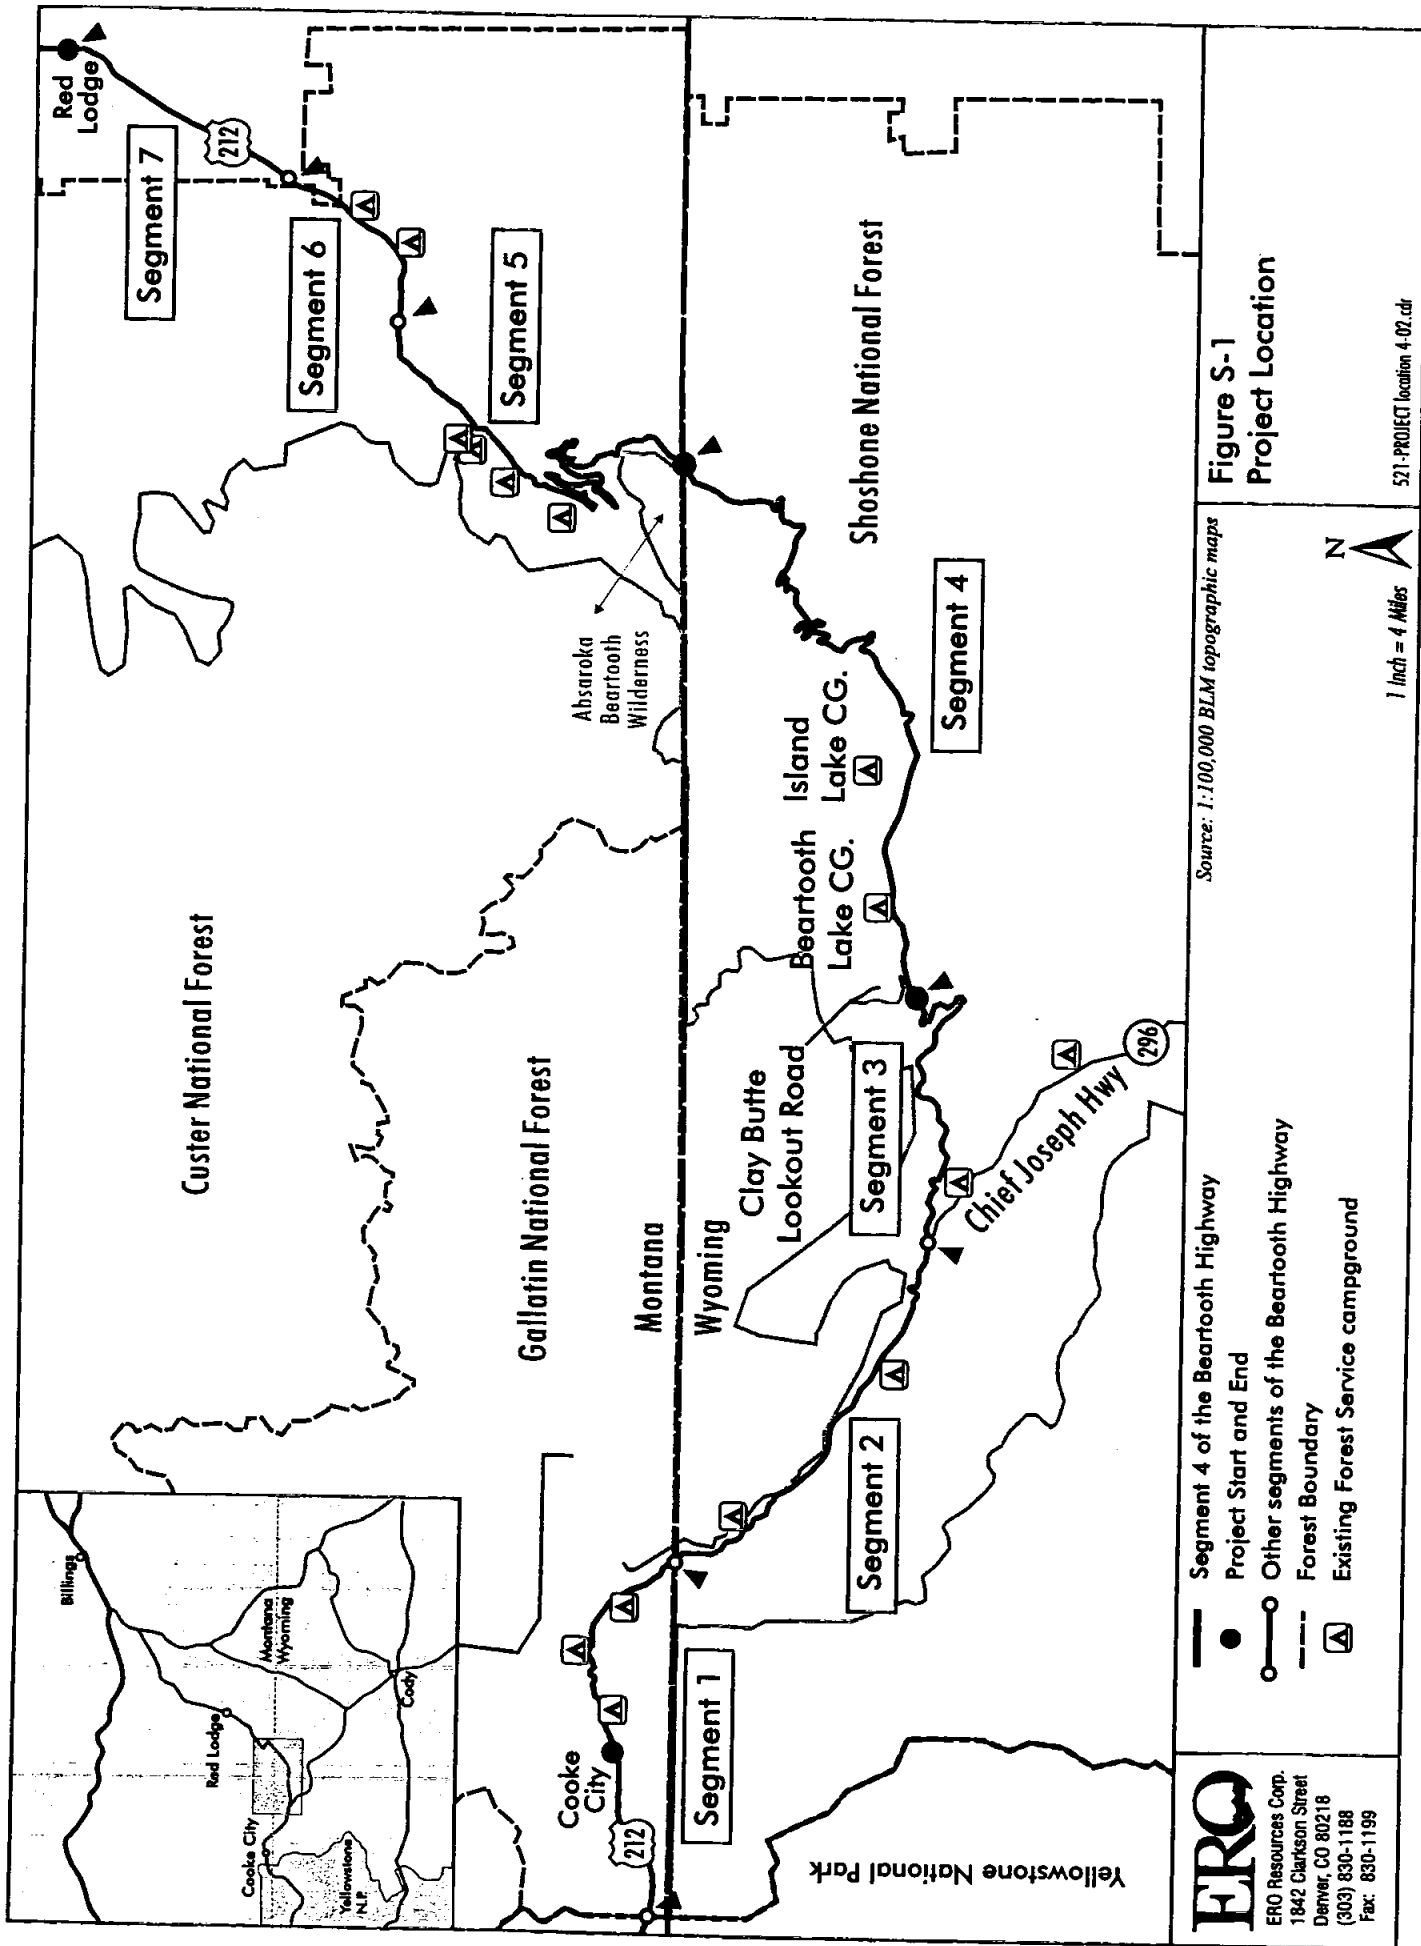 Billings
Montana
Wyoming
Red Lodge
Cody
Cooke City
Yellowstone
N.P.
Red
Lodge
212
Segment 7
Segment 6
Segment 5
Custer National Forest
Gallatin National Forest
Absaroka
Beartooth
Wilderness
Montana
Wyoming
Shoshone National Forest
Segment 4
Island
Lake CG.
Beartooth
Lake CG.
Clay Butte
Lookout Road
Segment 3
Chief Joseph Hwy
296
Segment 2
Segment 1
Cooke
City
212
Yellowstone National Park
ERO
ERO Resources Corp.
1842 Clarkson Street
Denver, CO 80218
(303) 830-1188
Fax: 830-1199
Segment 4 of the Beartooth Highway
Project Start and End
Other segments of the Beartooth Highway
Forest Boundary
Existing Forest Service campground
Source: 1:100,000 BLM topographic maps
N
1 Inch = 4 Miles
Figure S-1
Project Location
521-PROJECT location 4-02.cdr